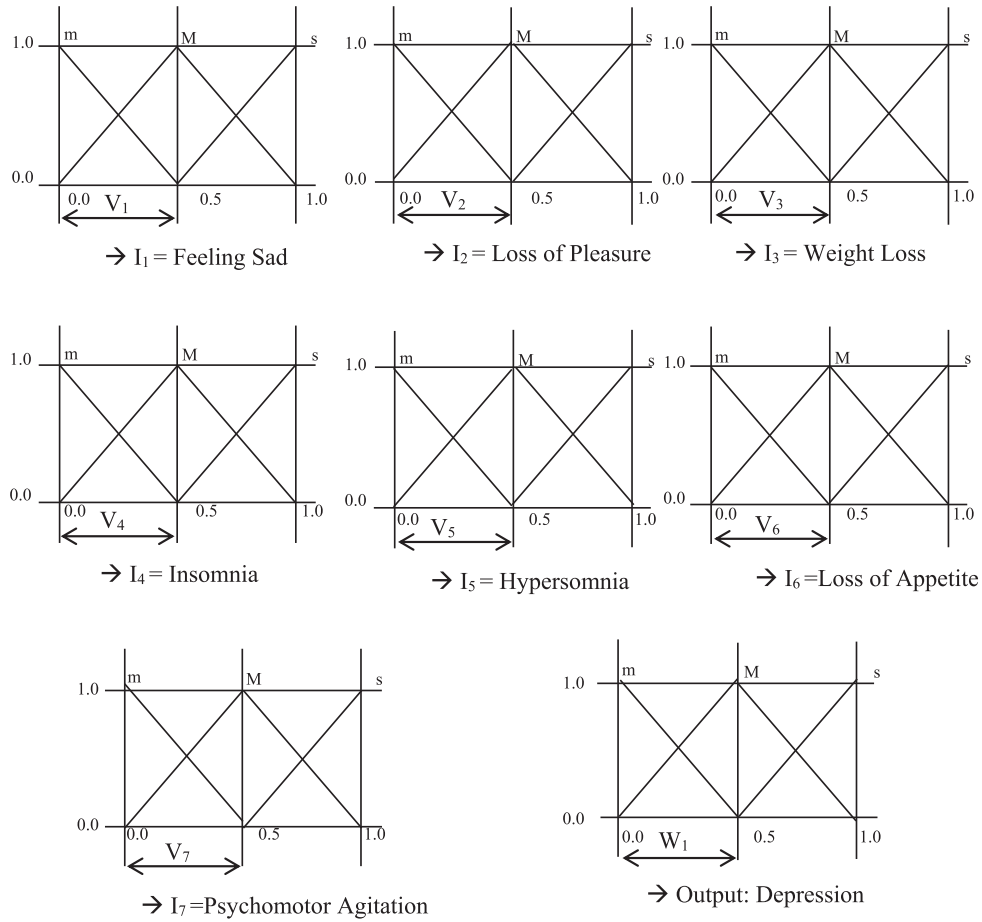 m M s
1.0
0.0
0.0 0.5 1.0
V₁
→ I₁ = Feeling Sad
m M s
1.0
0.0
0.0 0.5 1.0
V₂
→ I₂ = Loss of Pleasure
m M s
1.0
0.0
0.0 0.5 1.0
V₃
→ I₃ = Weight Loss
m M s
1.0
0.0
0.0 0.5 1.0
V₄
→ I₄ = Insomnia
m M s
1.0
0.0
0.0 0.5 1.0
V₅
→ I₅ = Hypersomnia
m M s
1.0
0.0
0.0 0.5 1.0
V₆
→ I₆ =Loss of Appetite
m M s
1.0
0.0
0.0 0.5 1.0
V₇
→ I₇ =Psychomotor Agitation
m M s
1.0
0.0
0.0 0.5 1.0
W₁
→ Output: Depression